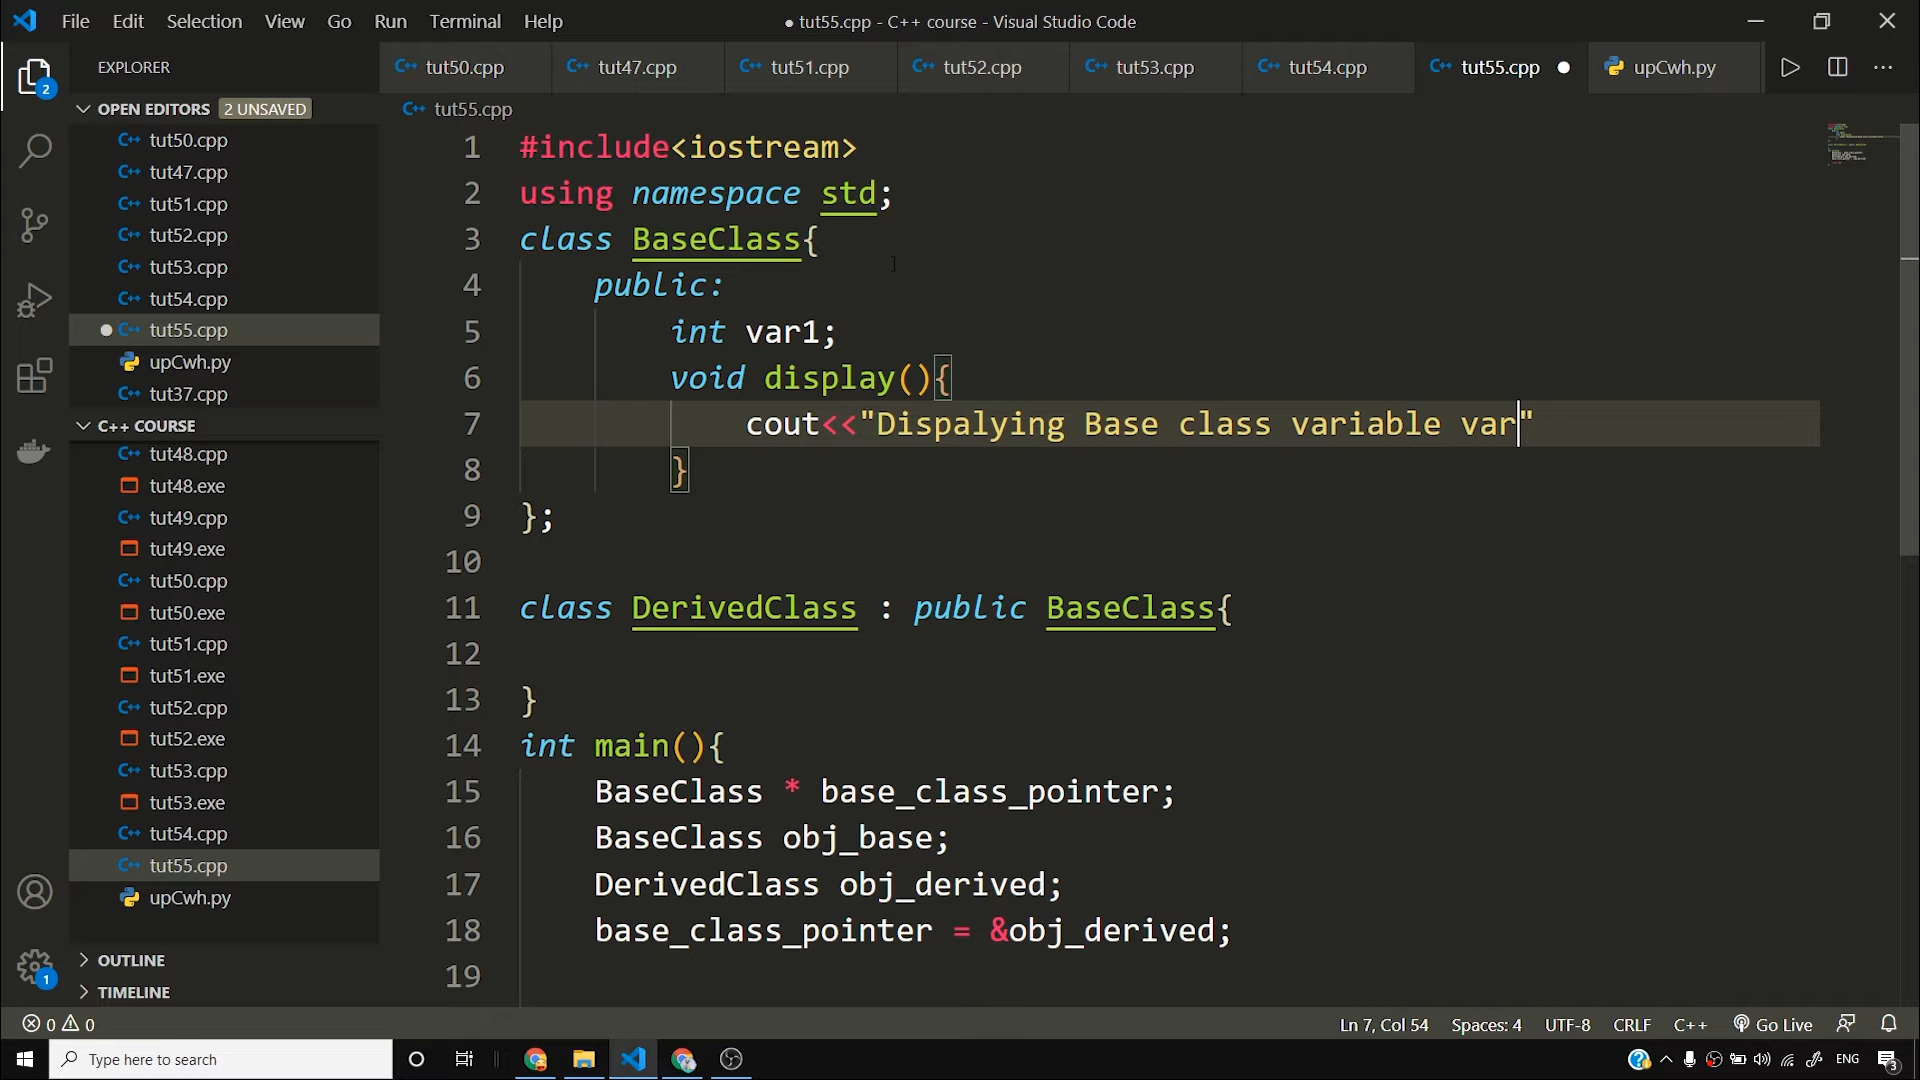 File Edit Selection View Go Run Terminal Help
● tut55.cpp - C++ course - Visual Studio Code
EXPLORER
tut50.cpp tut47.cpp tut51.cpp tut52.cpp tut53.cpp tut54.cpp tut55.cpp upCwh.py
OPEN EDITORS 2 UNSAVED
tut50.cpp
tut47.cpp
tut51.cpp
tut52.cpp
tut53.cpp
tut54.cpp
tut55.cpp
upCwh.py
tut37.cpp
C++ COURSE
tut48.cpp
tut48.exe
tut49.cpp
tut49.exe
tut50.cpp
tut50.exe
tut51.cpp
tut51.exe
tut52.cpp
tut52.exe
tut53.cpp
tut53.exe
tut54.cpp
tut55.cpp
upCwh.py
OUTLINE
TIMELINE
2
1
tut55.cpp
1 #include<iostream>
2 using namespace std;
3 class BaseClass{
4 public:
5 int var1;
6 void display(){
7 cout<<"Dispalying Base class variable var"
8 }
9 };
10
11 class DerivedClass : public BaseClass{
12
13 }
14 int main(){
15 BaseClass * base_class_pointer;
16 BaseClass obj_base;
17 DerivedClass obj_derived;
18 base_class_pointer = &obj_derived;
19
0 0
Ln 7, Col 54 Spaces: 4 UTF-8 CRLF C++ Go Live
Type here to search
ENG
3